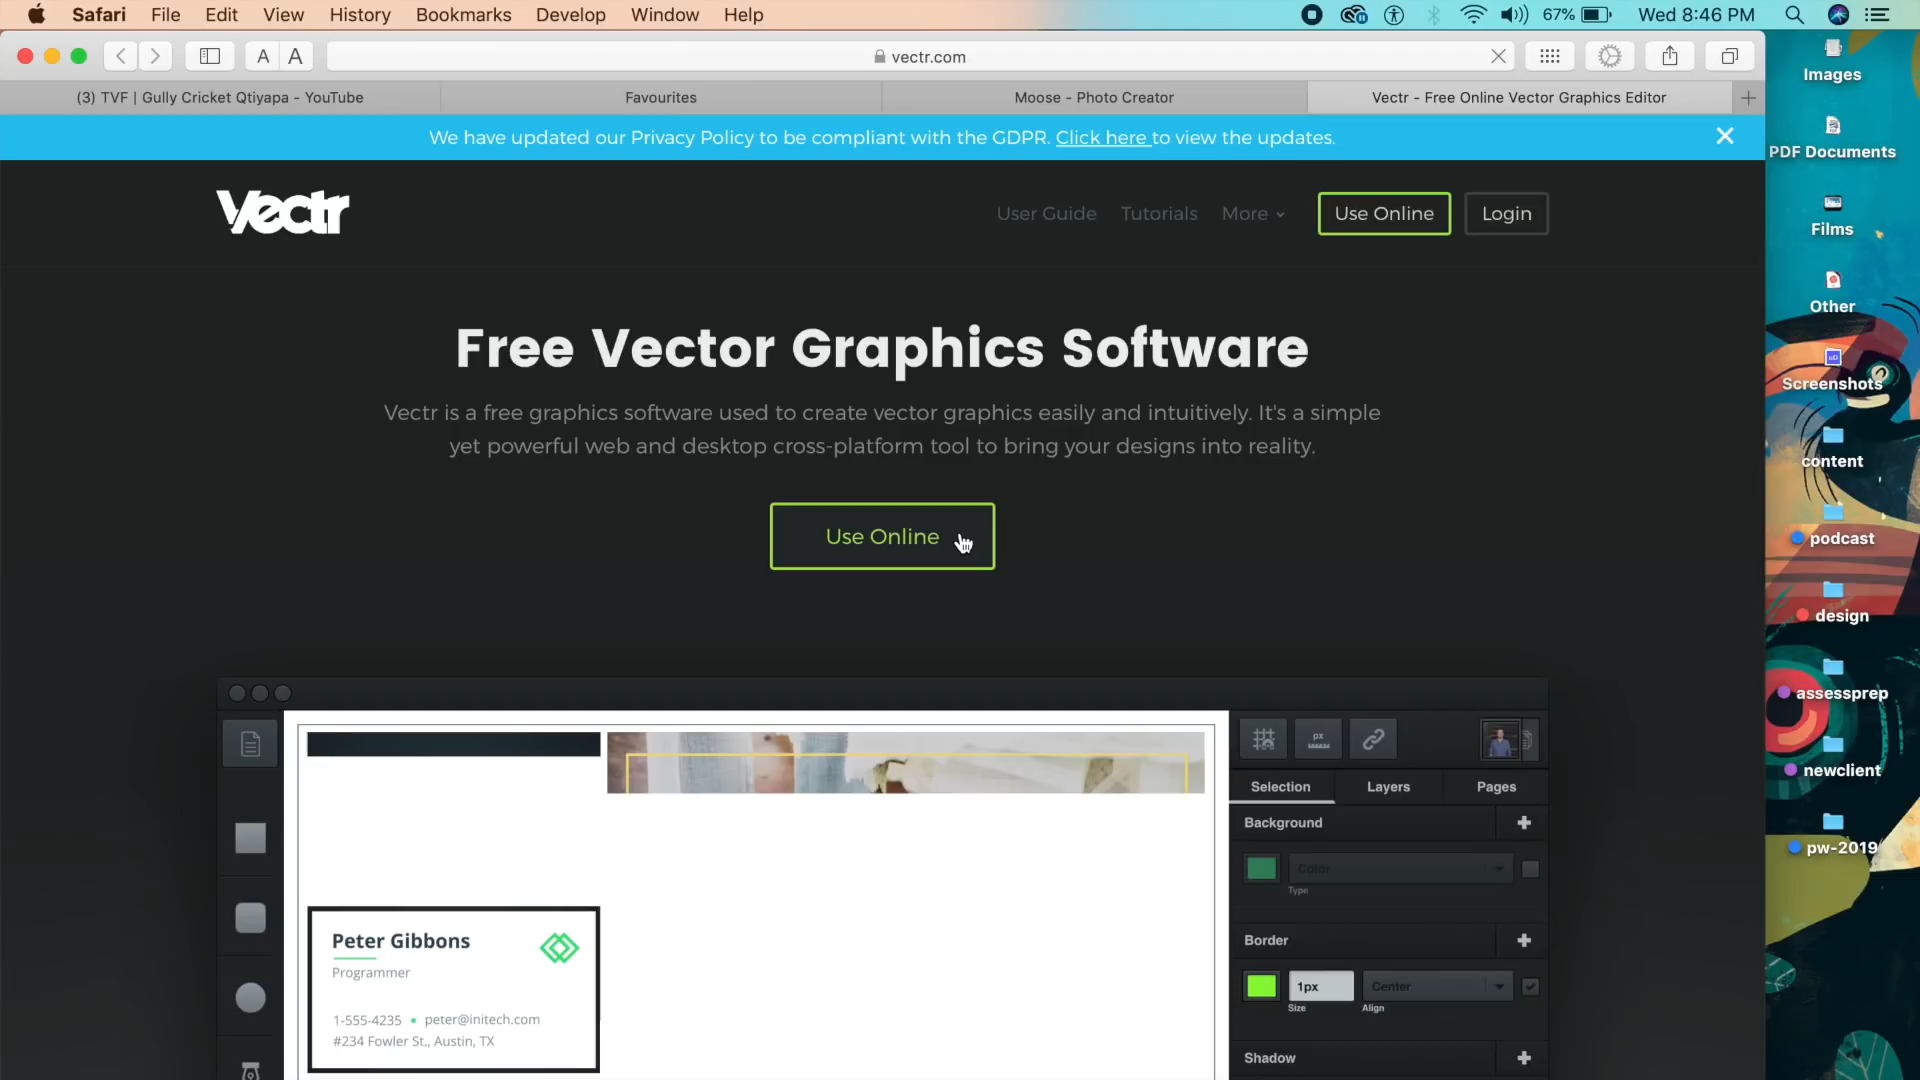 Safari File Edit View History Bookmarks Develop Window Help 67% Wed 8:46 PM
A A vectr.com
(3) TVF | Gully Cricket Qtiyapa - YouTube Favourites Moose - Photo Creator Vectr - Free Online Vector Graphics Editor
We have updated our Privacy Policy to be compliant with the GDPR. Click here to view the updates.
Vectr User Guide Tutorials More Use Online Login
Free Vector Graphics Software
Vectr is a free graphics software used to create vector graphics easily and intuitively. It's a simple
yet powerful web and desktop cross-platform tool to bring your designs into reality.
Use Online
px
Selection Layers Pages
Background
Color
Type
Border
1px Center
Size Align
Shadow
Peter Gibbons
Programmer
1-555-4235 • peter@initech.com
#234 Fowler St., Austin, TX
Images
PDF Documents
Films
Other
Screenshots
content
podcast
design
assessprep
newclient
pw-2019